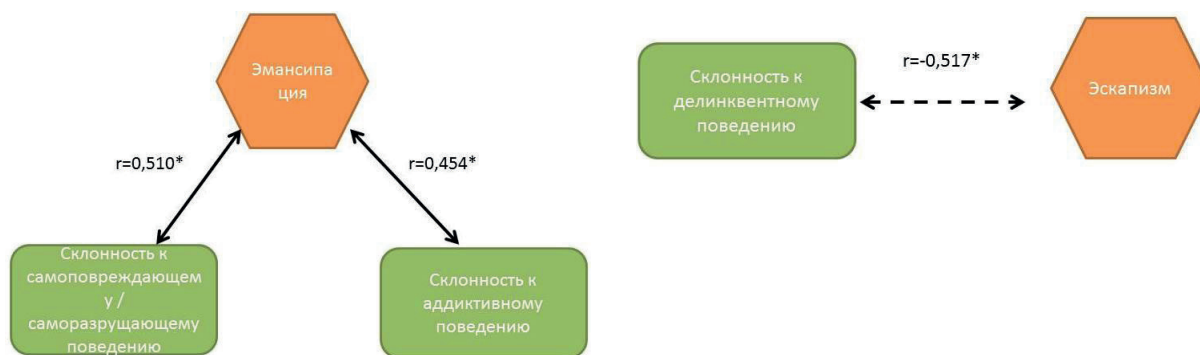 Эмансипа
ция
r=0,510*
r=0,454*
Склонность к
самоповреждающем
у /
саморазрущающему
поведению
Склонность к
аддиктивному
поведению
Склонность к
делинквентному
поведению
r=-0,517*
Эскапизм